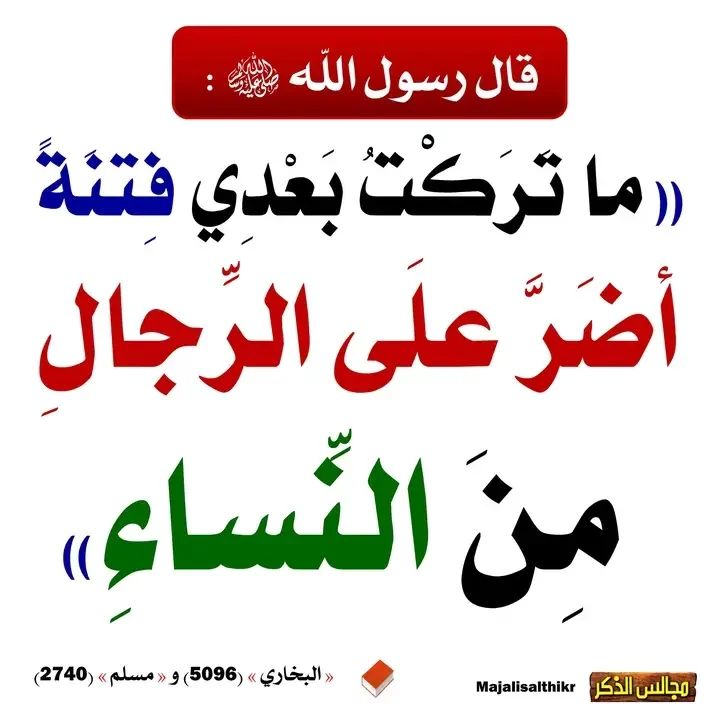 قال رسول الله ﷺ :
(( ما تَرَكْتُ بَعْدِي فِتنَةً
أضَرَّ علَى الرِّجالِ
مِنَ النِّساءِ ))
« البخاري » (5096) و « مسلم » (2740)
Majalisalthikr
مجالس الذكر